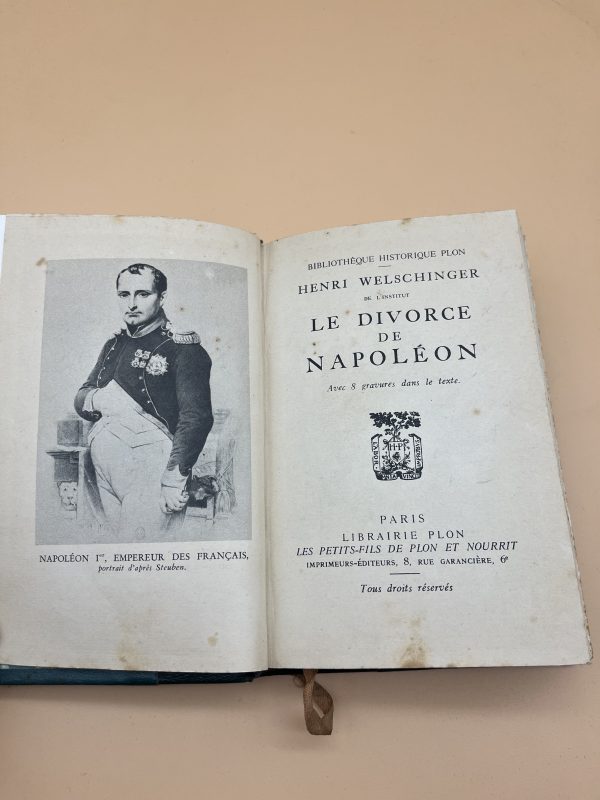 NAPOLÉON Iᵉʳ, EMPEREUR DES FRANÇAIS,
portrait d'après Steuben.
BIBLIOTHÈQUE HISTORIQUE PLON
HENRI WELSCHINGER
DE L'INSTITUT
LE DIVORCE
DE
NAPOLÉON
Avec 8 gravures dans le texte.
H·P
LABOR
PARIS
LIBRAIRIE PLON
LES PETITS-FILS DE PLON ET NOURRIT
IMPRIMEURS-ÉDITEURS, 8, RUE GARANCIÈRE, 6ᵉ
Tous droits réservés